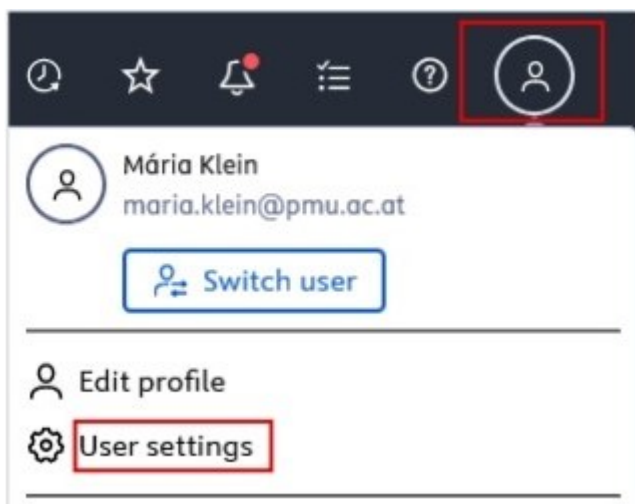 Mária Klein
maria.klein@pmu.ac.at
Switch user
Edit profile
User settings